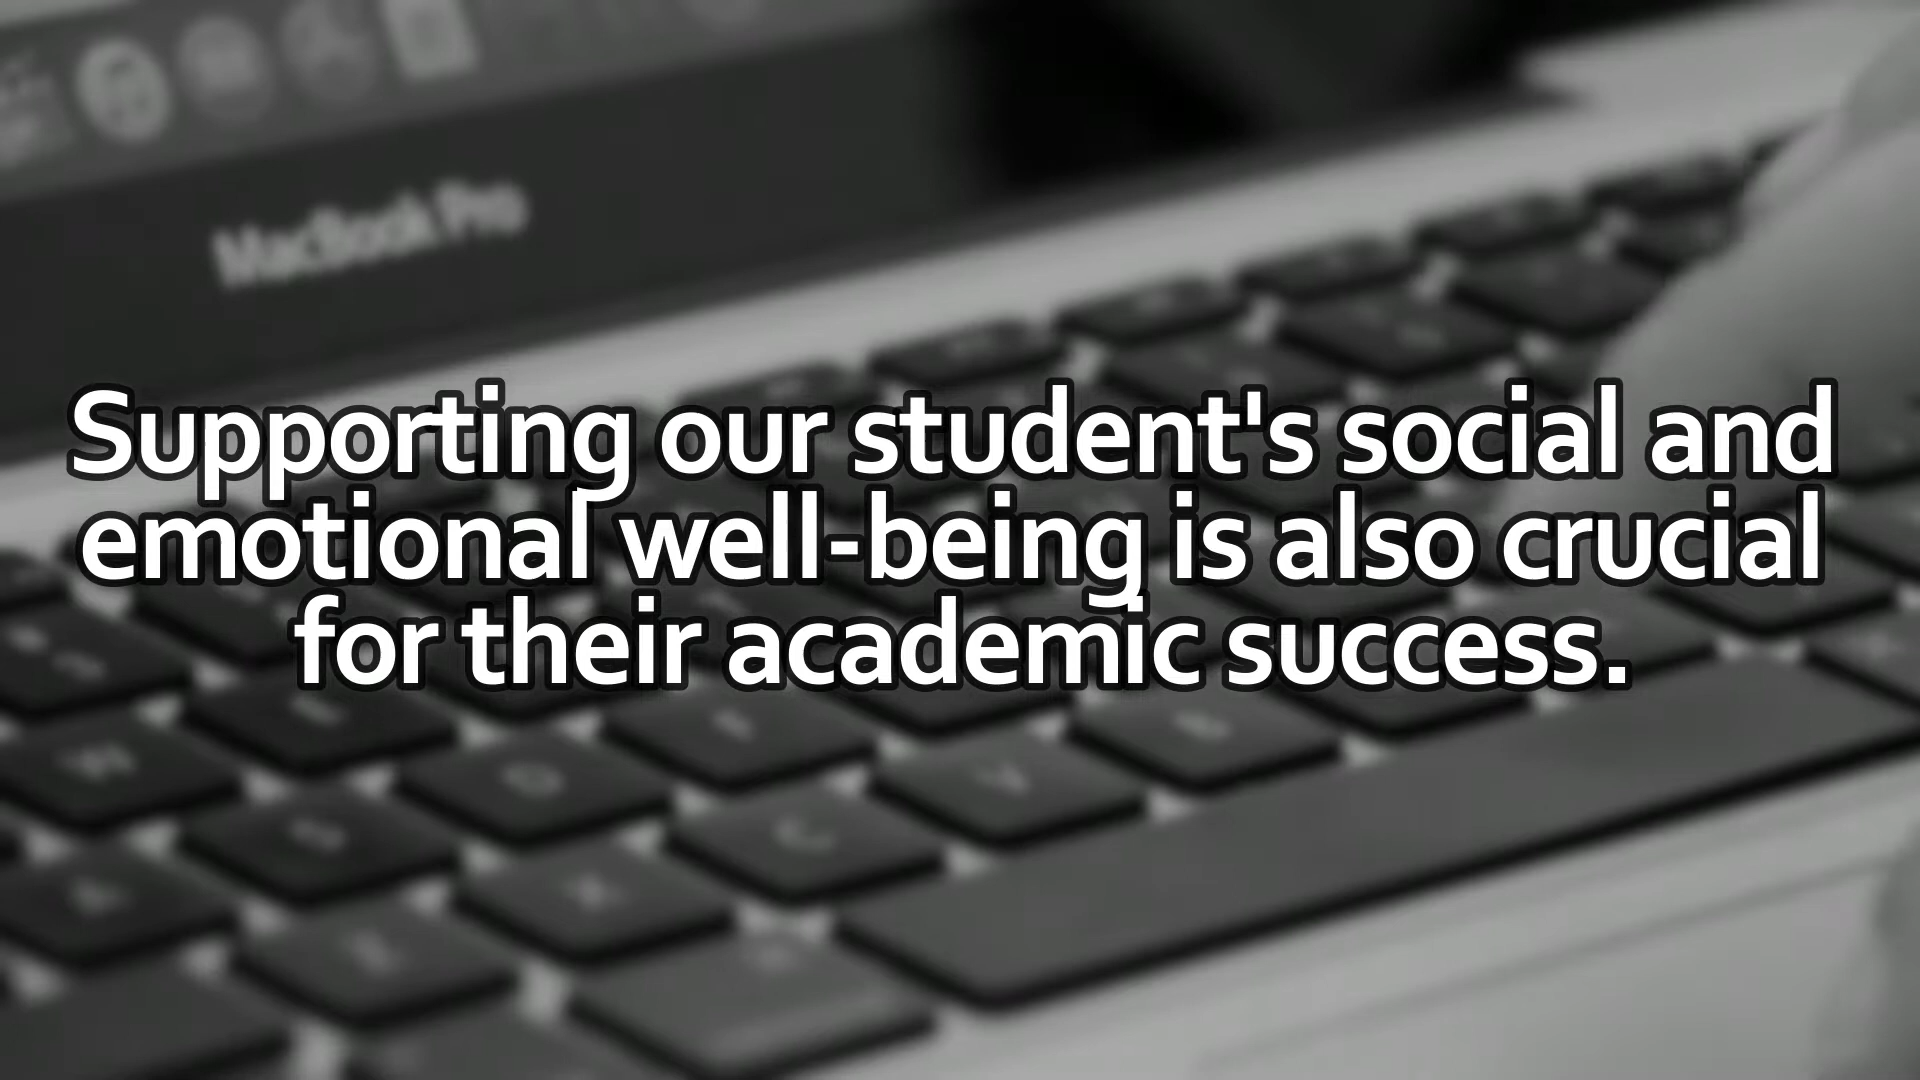 MacBook Pro
Supporting our student's social and
emotional well-being is also crucial
for their academic success.